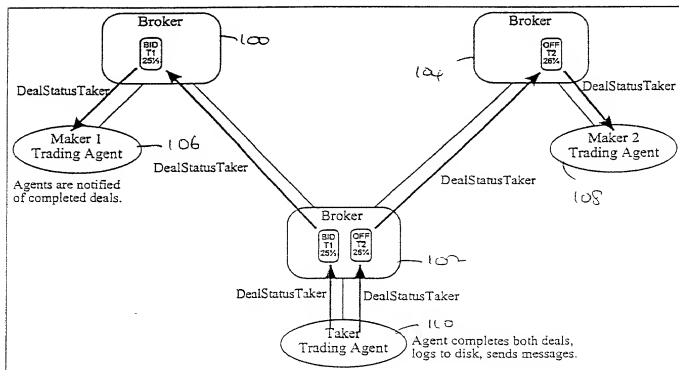 Broker
Broker
100
BID
T1
25¼
OFF
T2
26¼
104
DealStatusTaker
DealStatusTaker
Maker 1
Trading Agent
106
Maker 2
Trading Agent
108
DealStatusTaker
DealStatusTaker
Agents are notified
of completed deals.
Broker
BID
T1
25¼
OFF
T2
26¼
102
DealStatusTaker
DealStatusTaker
Taker
Trading Agent
110
Agent completes both deals,
logs to disk, sends messages.